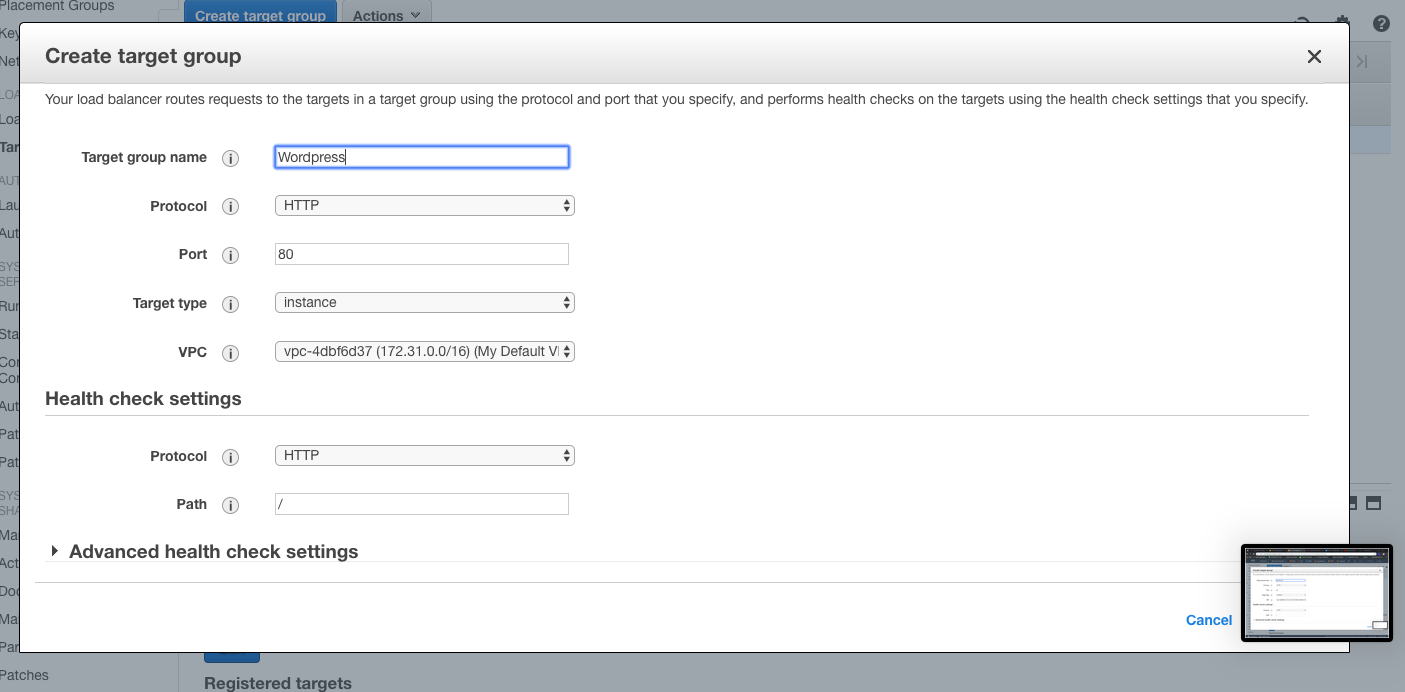 Placement Groups
Create target group
Actions
Key
Net
LOA
Loa
Tar
AUT
Lau
Aut
SYS
SER
Run
Sta
Con
Con
Aut
Pat
Pat
SYS
SHA
Ma
Act
Doc
Ma
Par
Patches
Create target group
Your load balancer routes requests to the targets in a target group using the protocol and port that you specify, and performs health checks on the targets using the health check settings that you specify.
Target group name
Wordpress
Protocol
HTTP
Port
80
Target type
instance
VPC
vpc-4dbf6d37 (172.31.0.0/16) (My Default V
Health check settings
Protocol
HTTP
Path
/
Advanced health check settings
Cancel
Registered targets